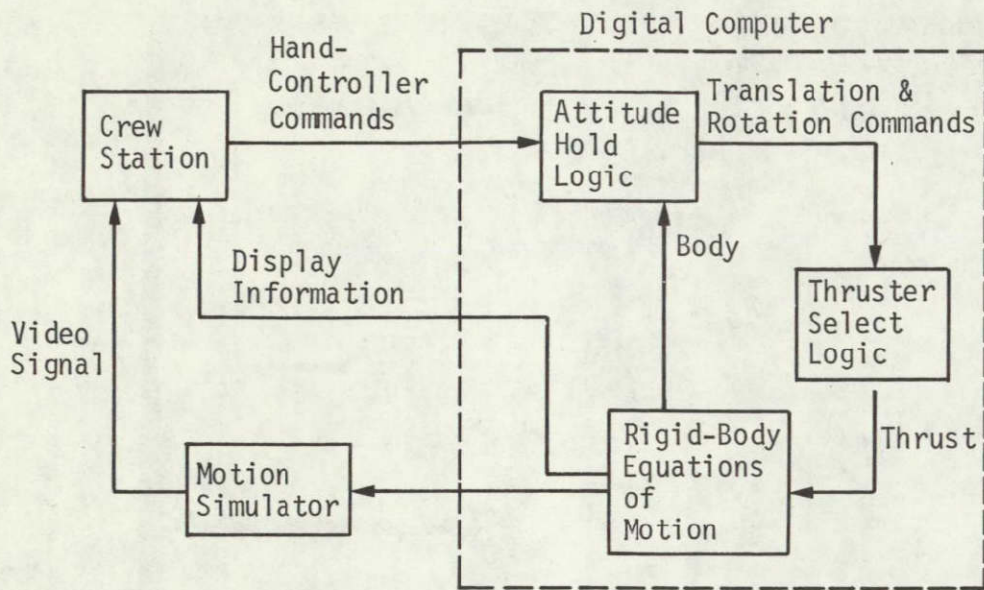 Digital Computer
Hand-
Controller
Commands
Crew
Station
Attitude
Hold
Logic
Translation &
Rotation Commands
Body
Display
Information
Thruster
Select
Logic
Video
Signal
Thrust
Motion
Simulator
Rigid-Body
Equations
of
Motion